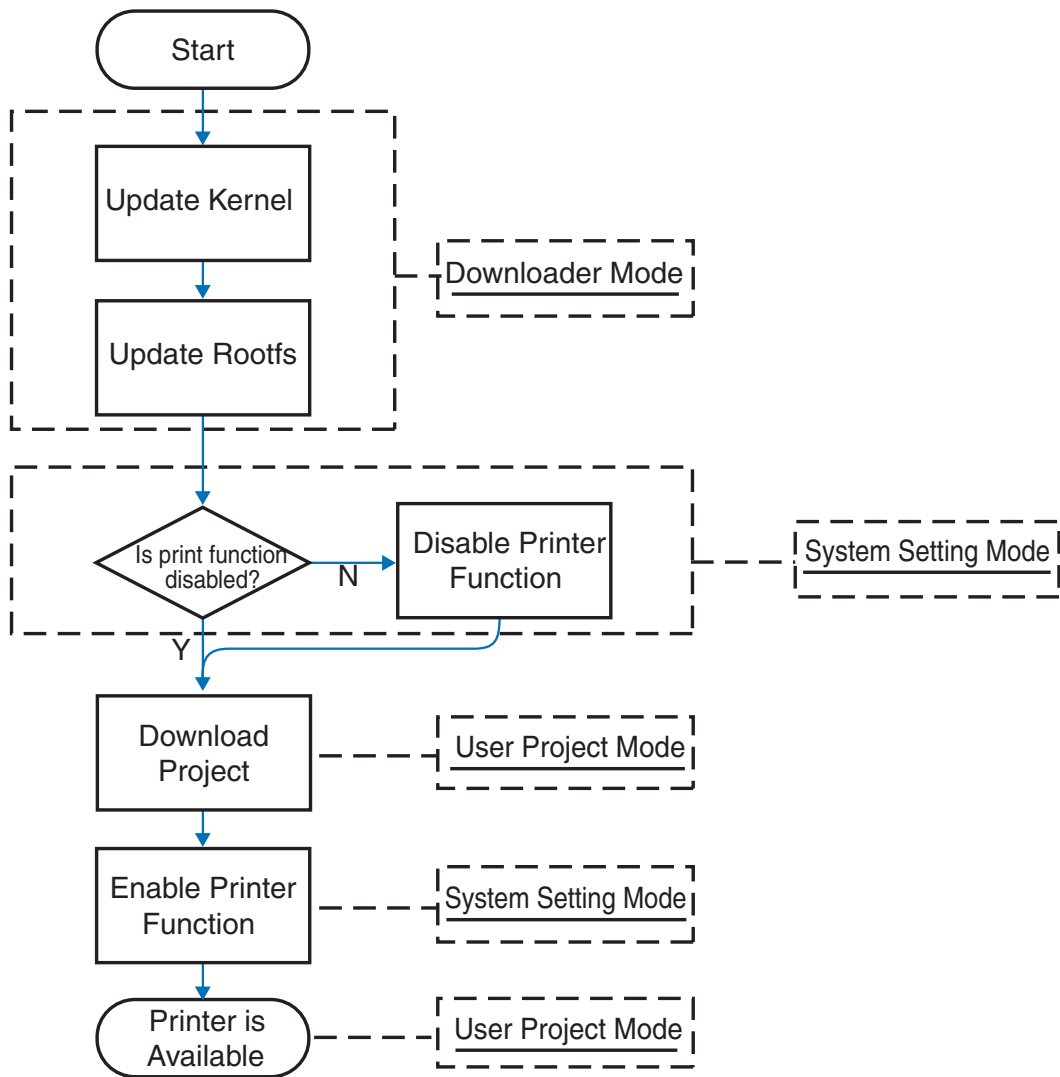 Start
Update Kernel
Downloader Mode
Update Rootfs
Is print function
disabled?
N
Disable Printer
Function
System Setting Mode
Y
Download
Project
User Project Mode
Enable Printer
Function
System Setting Mode
Printer is
Available
User Project Mode